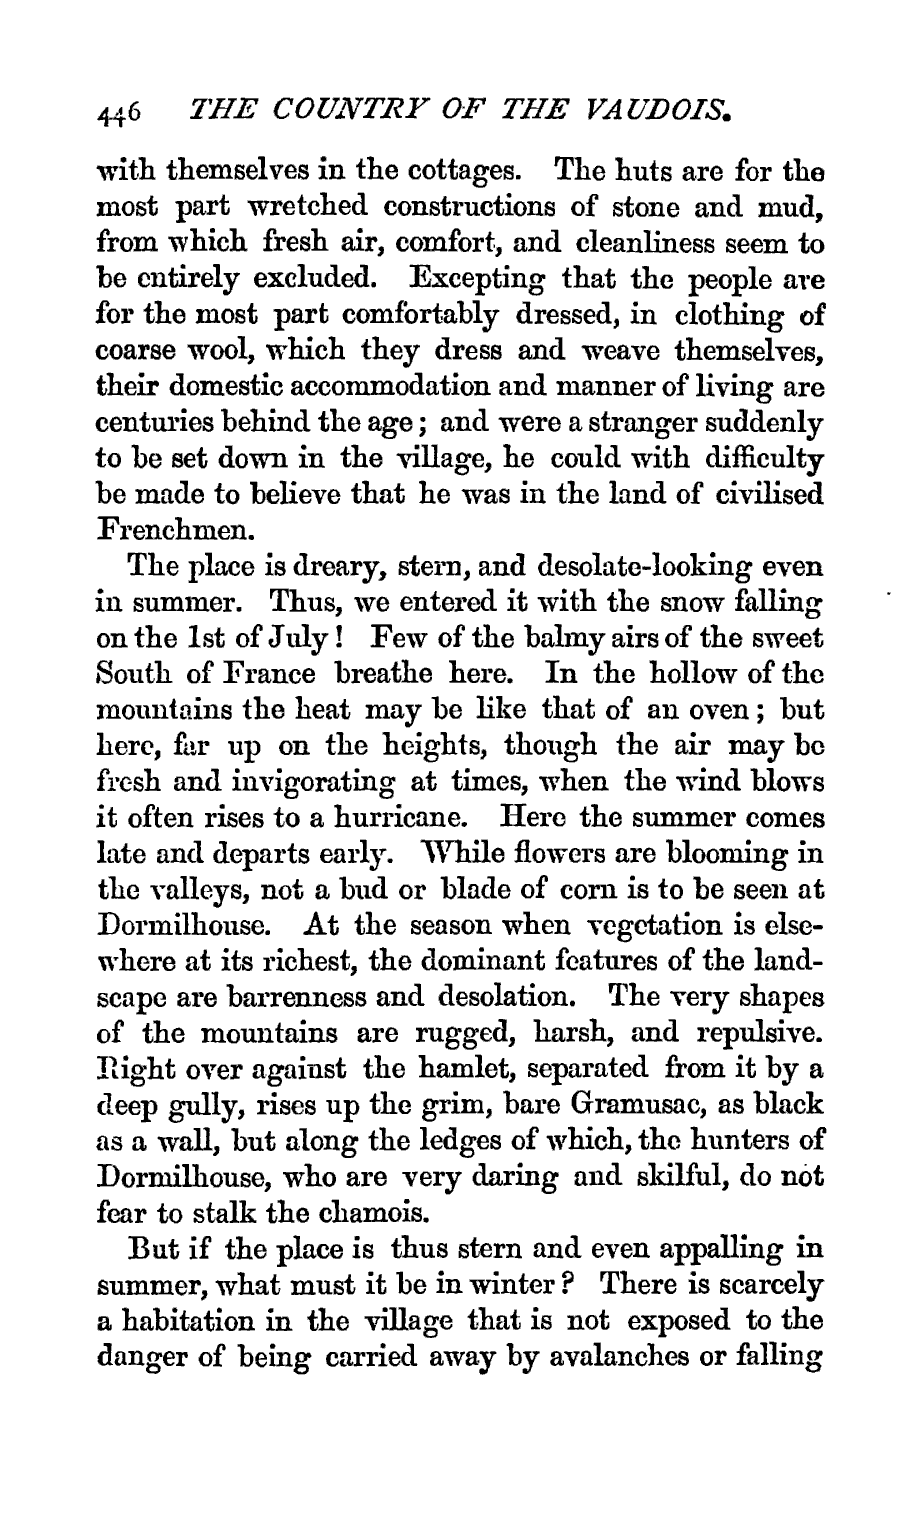 446 THE COUNTRY OF THE VAUDOIS.
with themselves in the cottages. The huts are for the
most part wretched constructions of stone and mud,
from which fresh air, comfort, and cleanliness seem to
be entirely excluded. Excepting that the people are
for the most part comfortably dressed, in clothing of
coarse wool, which they dress and weave themselves,
their domestic accommodation and manner of living are
centuries behind the age; and were a stranger suddenly
to be set down in the village, he could with difficulty
be made to believe that he was in the land of civilised
Frenchmen.
The place is dreary, stern, and desolate-looking even
in summer. Thus, we entered it with the snow falling
on the 1st of July! Few of the balmy airs of the sweet
South of France breathe here. In the hollow of the
mountains the heat may be like that of an oven; but
here, far up on the heights, though the air may be
fresh and invigorating at times, when the wind blows
it often rises to a hurricane. Here the summer comes
late and departs early. While flowers are blooming in
the valleys, not a bud or blade of corn is to be seen at
Dormilhouse. At the season when vegetation is else-
where at its richest, the dominant features of the land-
scape are barrenness and desolation. The very shapes
of the mountains are rugged, harsh, and repulsive.
Right over against the hamlet, separated from it by a
deep gully, rises up the grim, bare Gramusac, as black
as a wall, but along the ledges of which, the hunters of
Dormilhouse, who are very daring and skilful, do not
fear to stalk the chamois.
But if the place is thus stern and even appalling in
summer, what must it be in winter? There is scarcely
a habitation in the village that is not exposed to the
danger of being carried away by avalanches or falling